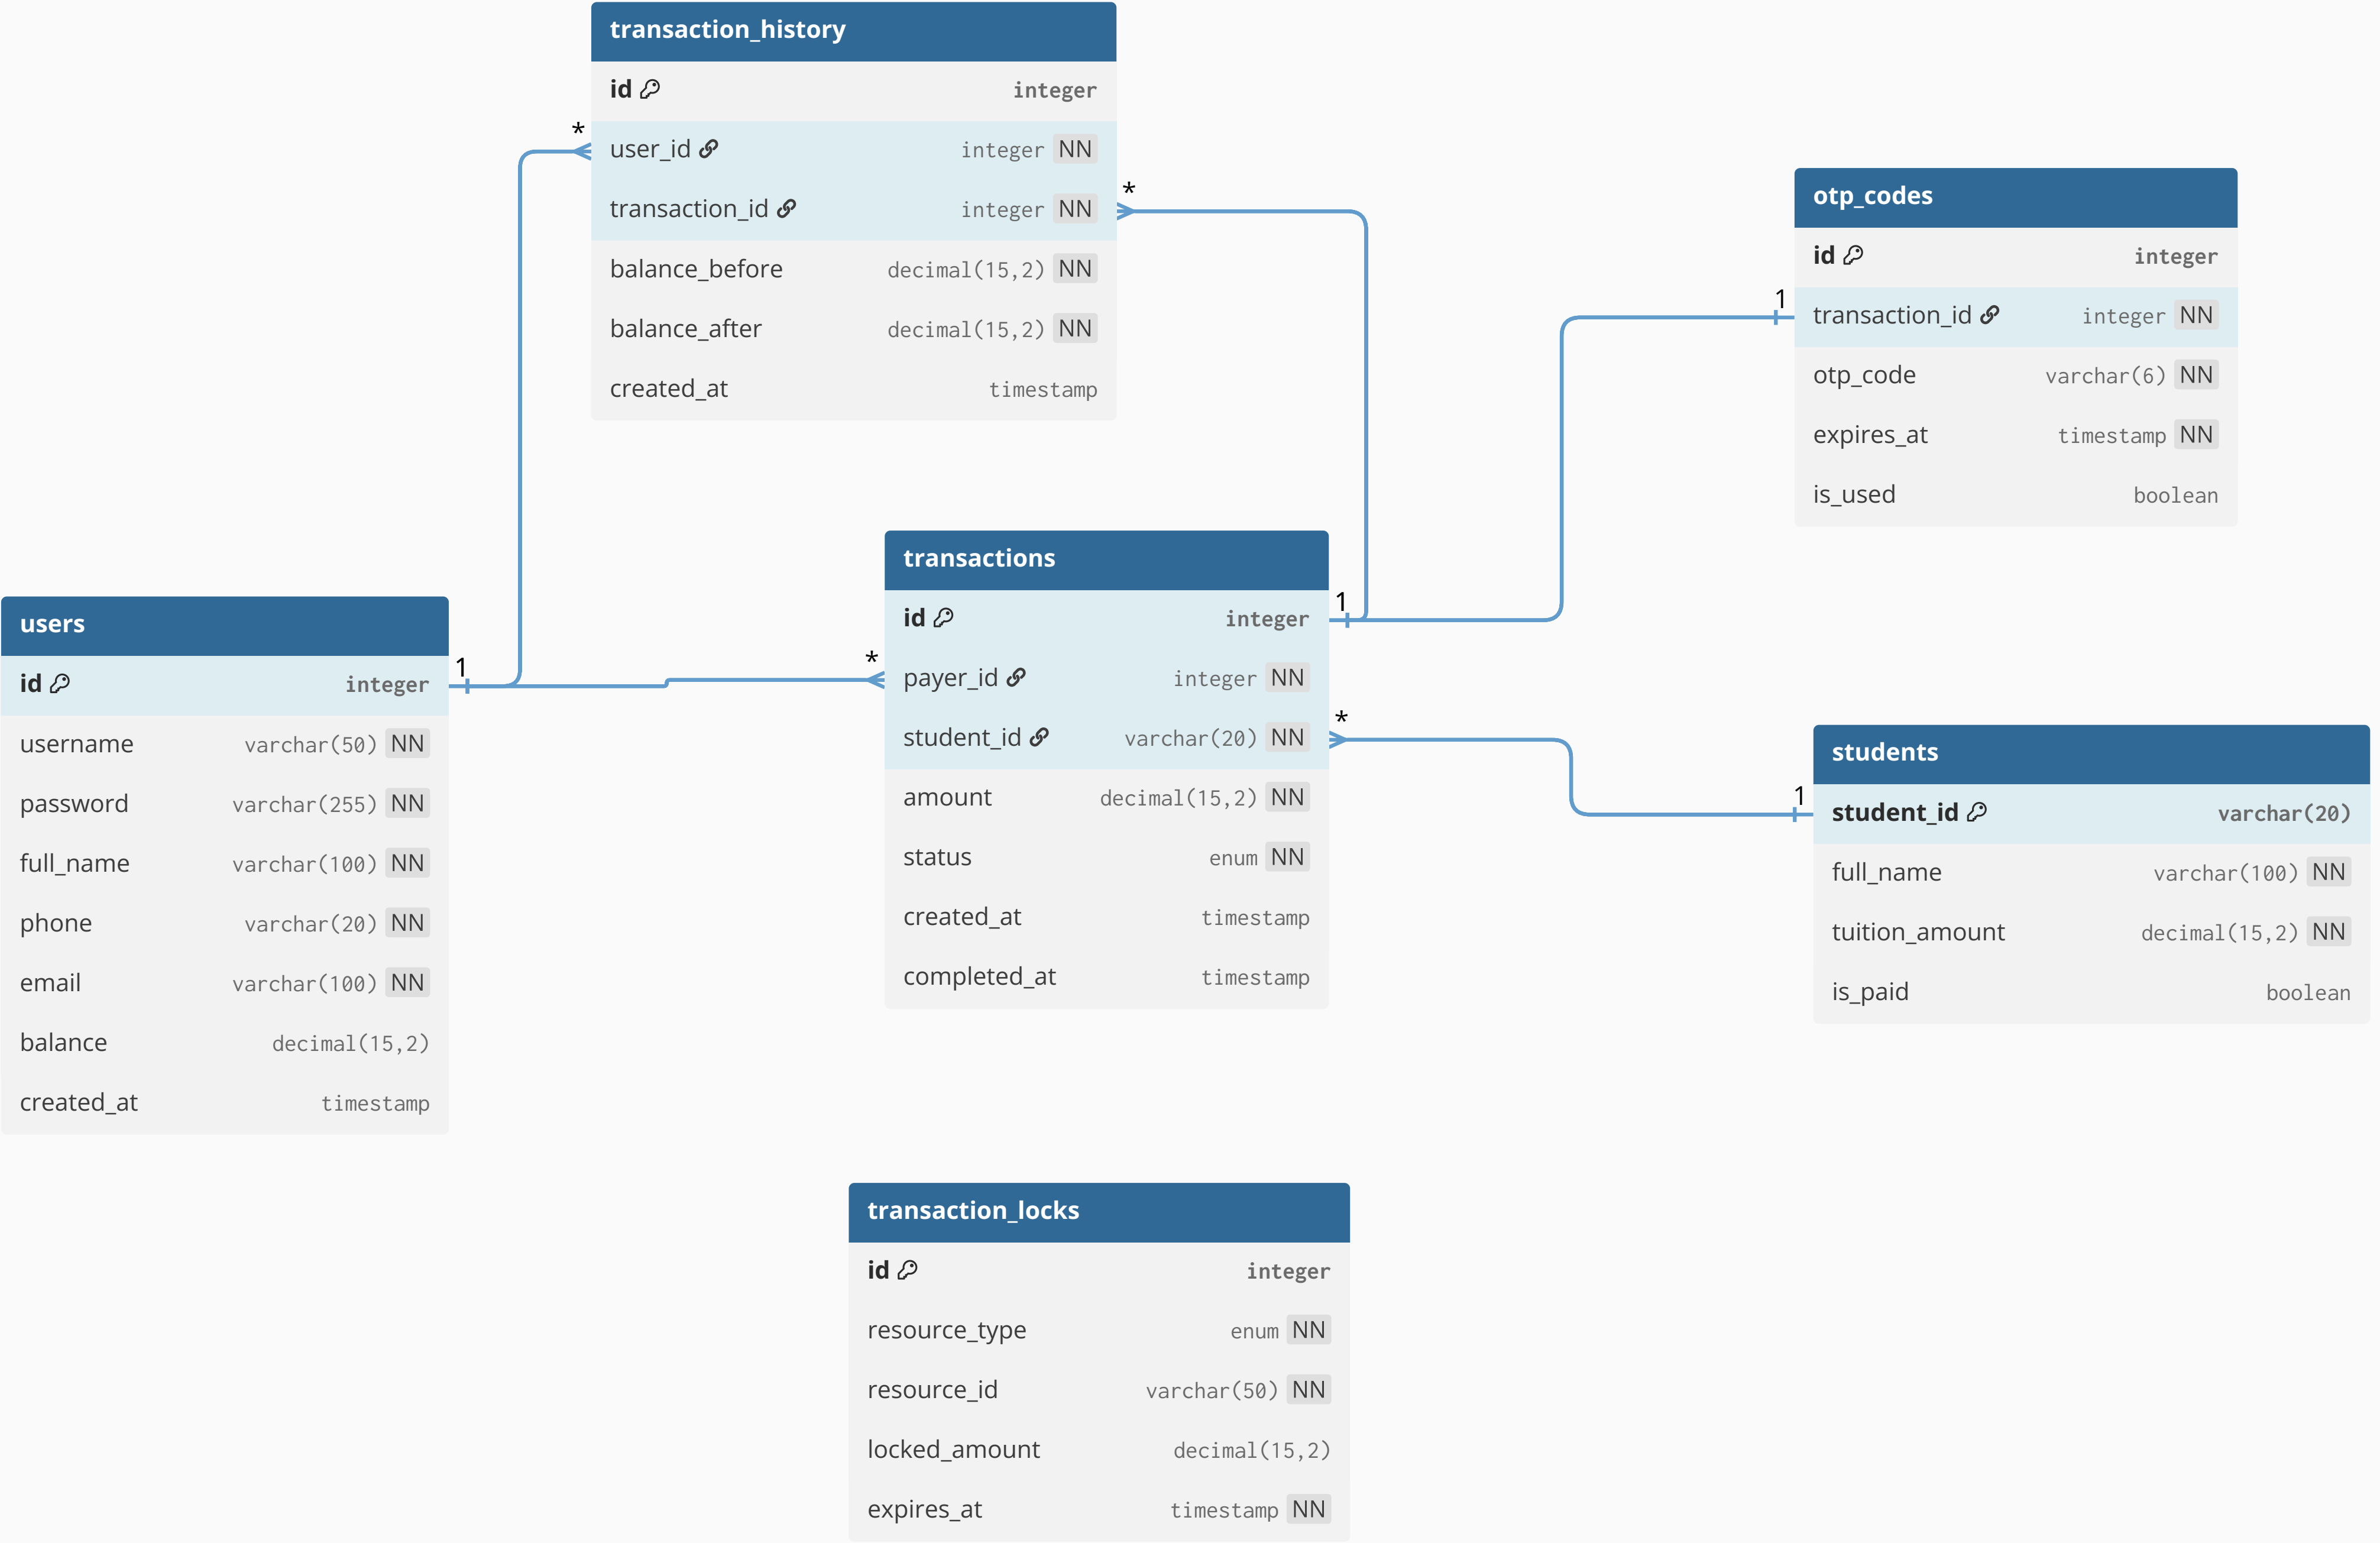 transaction_history
id integer
user_id integer NN
transaction_id integer NN
balance_before decimal(15,2) NN
balance_after decimal(15,2) NN
created_at timestamp
*
*
otp_codes
id integer
transaction_id integer NN
otp_code varchar(6) NN
expires_at timestamp NN
is_used boolean
1
users
id integer
username varchar(50) NN
password varchar(255) NN
full_name varchar(100) NN
phone varchar(20) NN
email varchar(100) NN
balance decimal(15,2)
created_at timestamp
1
transactions
id integer
payer_id integer NN
student_id varchar(20) NN
amount decimal(15,2) NN
status enum NN
created_at timestamp
completed_at timestamp
*
1
*
students
student_id varchar(20)
full_name varchar(100) NN
tuition_amount decimal(15,2) NN
is_paid boolean
1
transaction_locks
id integer
resource_type enum NN
resource_id varchar(50) NN
locked_amount decimal(15,2)
expires_at timestamp NN